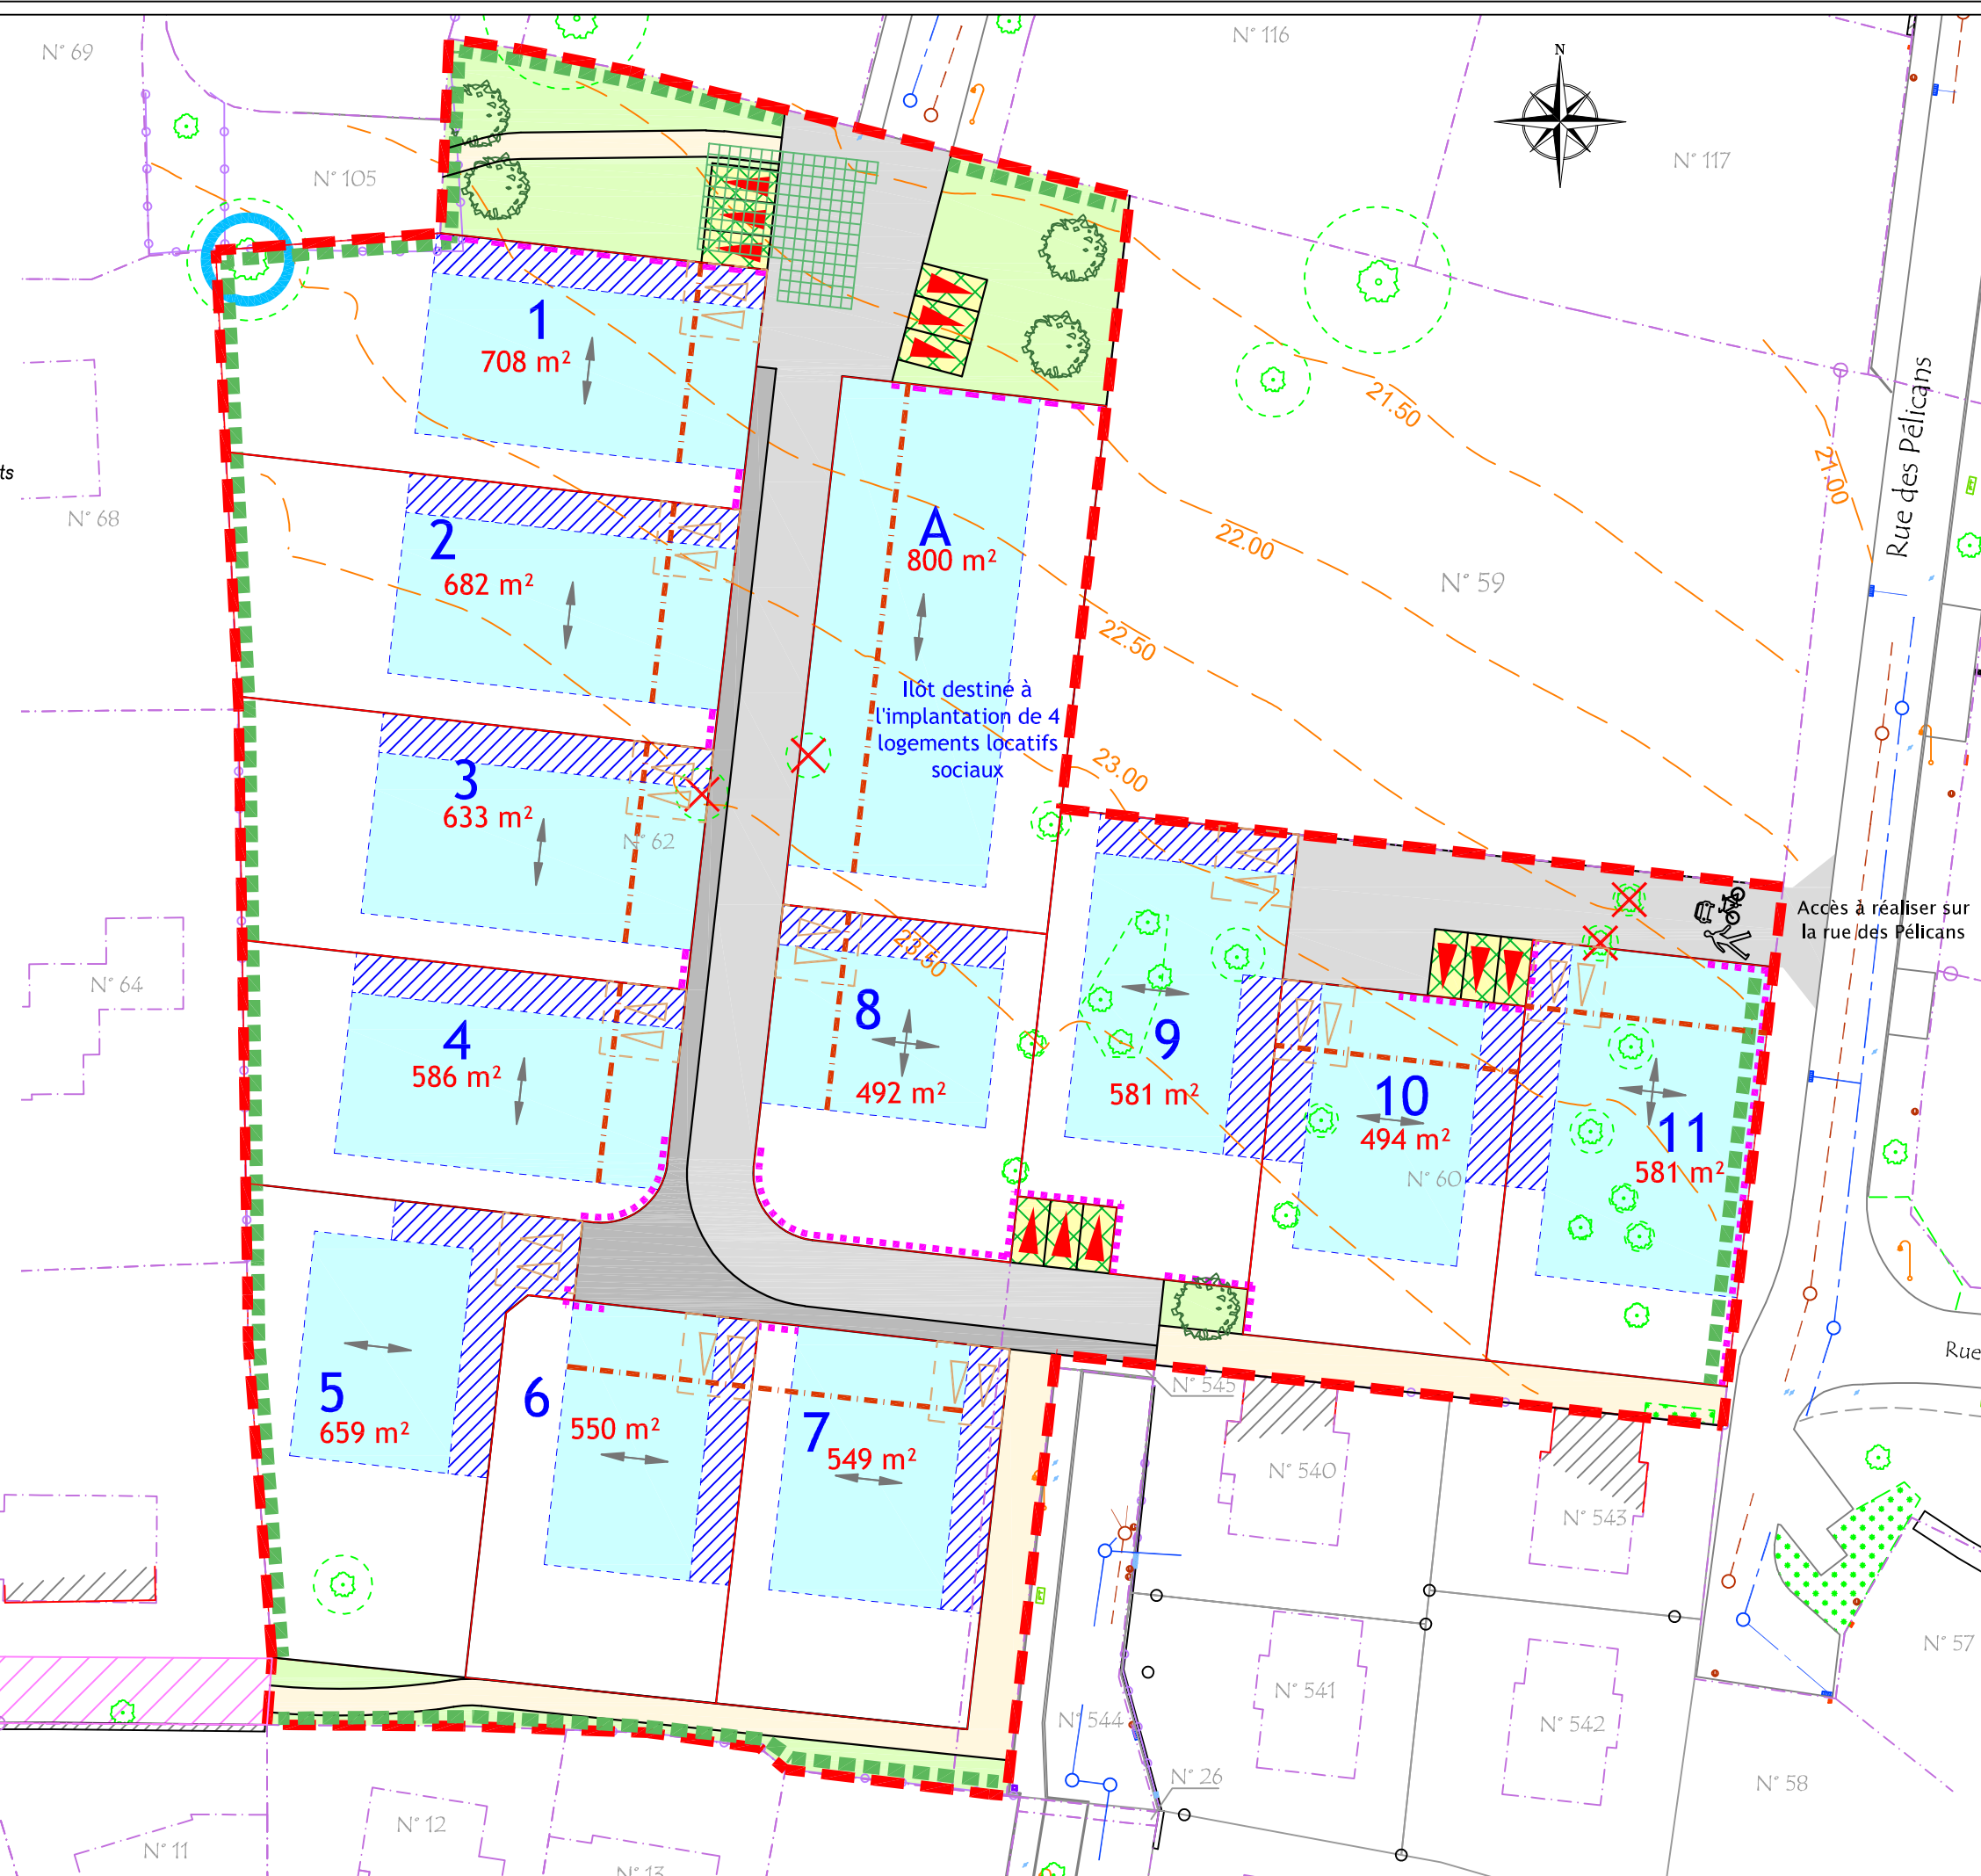 N° 69
N° 116
N
N° 117
N° 105
1
708 m²
21.50
21.00
Rue des Pélicans
ts
N° 68
2
682 m²
A
800 m²
22.00
N° 59
22.50
Ilôt destiné à
l'implantation de 4
logements locatifs
sociaux
23.00
3
633 m²
N° 62
Accès à réaliser sur
la rue des Pélicans
23.50
N° 64
4
586 m²
8
492 m²
9
581 m²
10
494 m²
11
581 m²
N° 60
Rue
5
659 m²
6
550 m²
7
549 m²
N° 545
N° 540
N° 543
N° 57
N° 541
N° 544
N° 542
N° 26
N° 58
N° 12
N° 11
N° 13